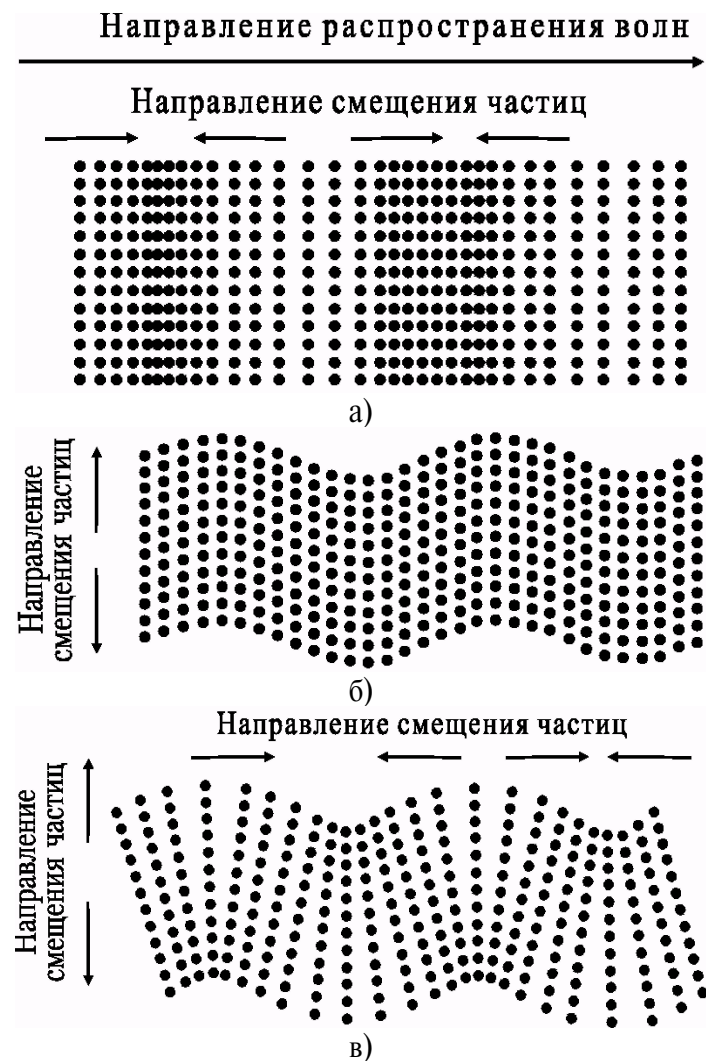 Направление распространения волн
Направление смещения частиц
а)
Направление
смещения частиц
б)
Направление смещения частиц
Направление
смещения частиц
в)